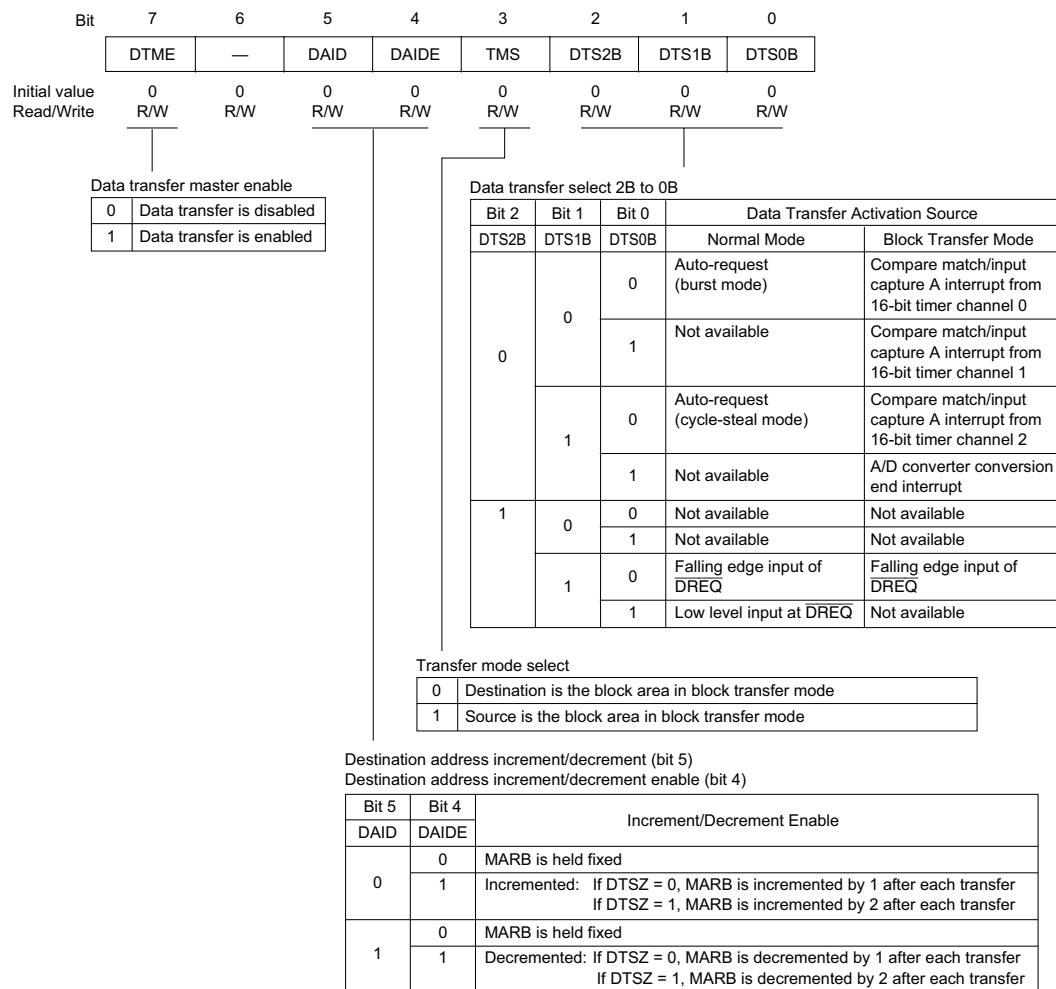 Bit 7 6 5 4 3 2 1 0
DTME — DAID DAIDE TMS DTS2B DTS1B DTS0B
Initial value 0 0 0 0 0 0 0 0
Read/Write R/W R/W R/W R/W R/W R/W R/W R/W
Data transfer master enable
0 Data transfer is disabled
1 Data transfer is enabled
Data transfer select 2B to 0B
Bit 2 Bit 1 Bit 0 Data Transfer Activation Source
DTS2B DTS1B DTS0B Normal Mode Block Transfer Mode
0 0 0 Auto-request (burst mode) Compare match/input capture A interrupt from 16-bit timer channel 0
1 Not available Compare match/input capture A interrupt from 16-bit timer channel 1
1 0 Auto-request (cycle-steal mode) Compare match/input capture A interrupt from 16-bit timer channel 2
1 Not available A/D converter conversion end interrupt
1 0 0 Not available Not available
1 Not available Not available
1 0 Falling edge input of DREQ Falling edge input of DREQ
1 Low level input at DREQ Not available
Transfer mode select
0 Destination is the block area in block transfer mode
1 Source is the block area in block transfer mode
Destination address increment/decrement (bit 5)
Destination address increment/decrement enable (bit 4)
Bit 5 Bit 4 Increment/Decrement Enable
DAID DAIDE
0 0 MARB is held fixed
1 Incremented: If DTSZ = 0, MARB is incremented by 1 after each transfer
If DTSZ = 1, MARB is incremented by 2 after each transfer
1 0 MARB is held fixed
1 Decremented: If DTSZ = 0, MARB is decremented by 1 after each transfer
If DTSZ = 1, MARB is decremented by 2 after each transfer